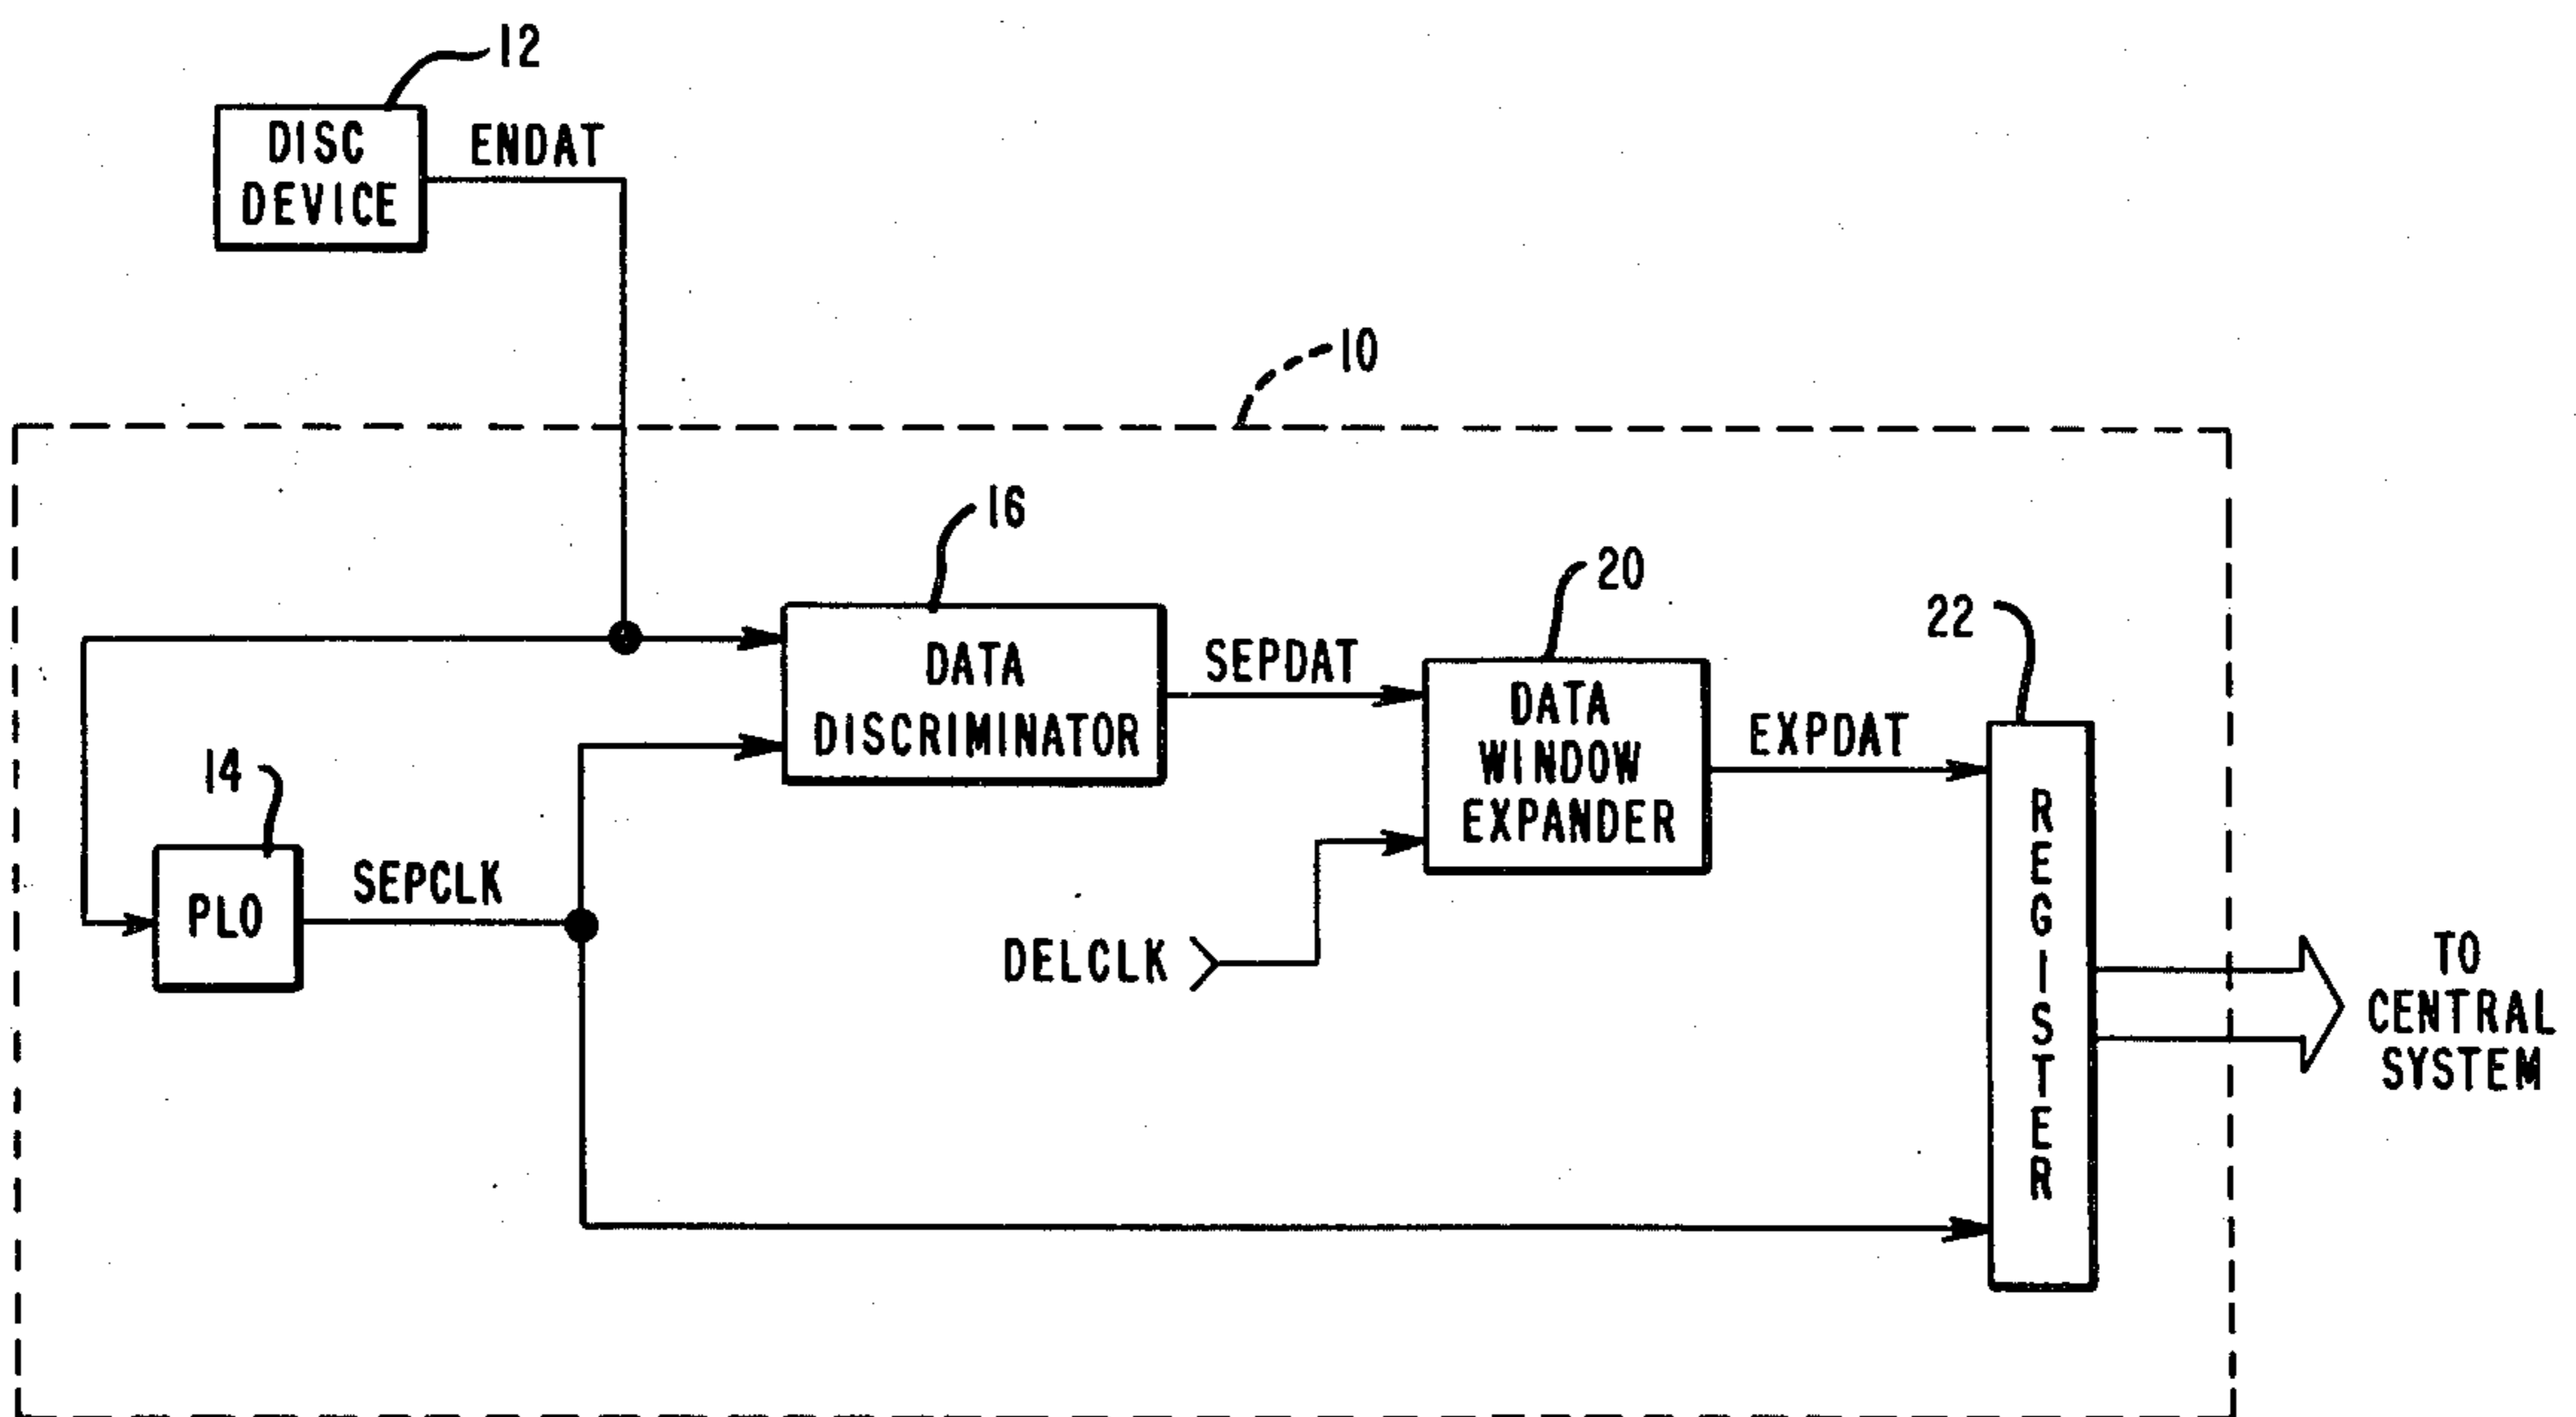 12
DISC
DEVICE
ENDAT
10
16
DATA
DISCRIMINATOR
SEPDAT
20
DATA
WINDOW
EXPANDER
EXPDAT
22
REGISTER
14
PLO
SEPCLK
DELCLK
TO
CENTRAL
SYSTEM